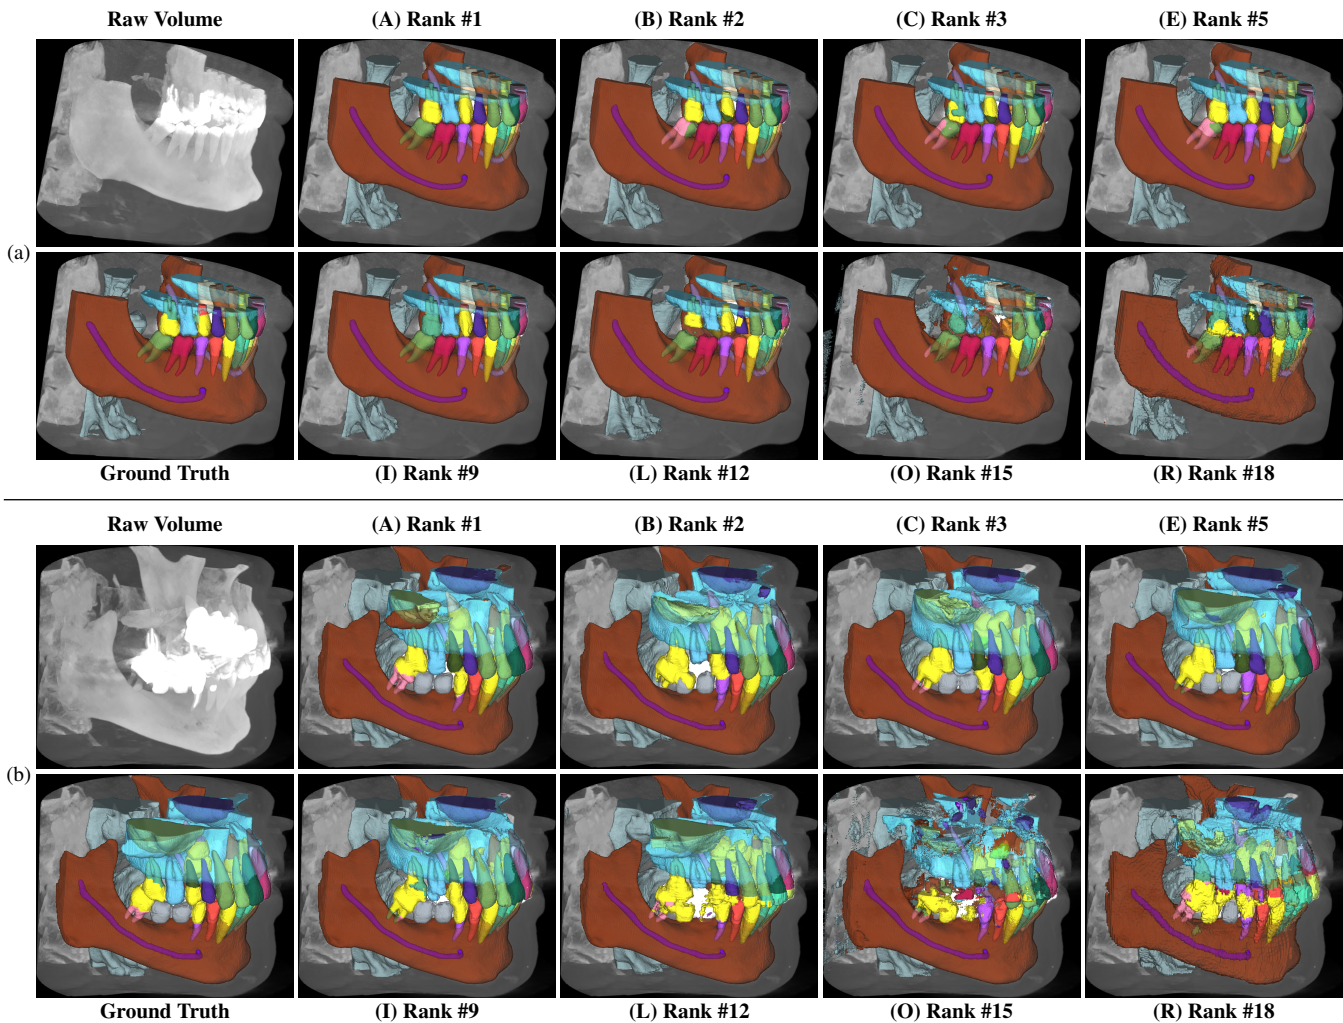 Raw Volume (A) Rank #1 (B) Rank #2 (C) Rank #3 (E) Rank #5
(a)
Ground Truth (I) Rank #9 (L) Rank #12 (O) Rank #15 (R) Rank #18
Raw Volume (A) Rank #1 (B) Rank #2 (C) Rank #3 (E) Rank #5
(b)
Ground Truth (I) Rank #9 (L) Rank #12 (O) Rank #15 (R) Rank #18